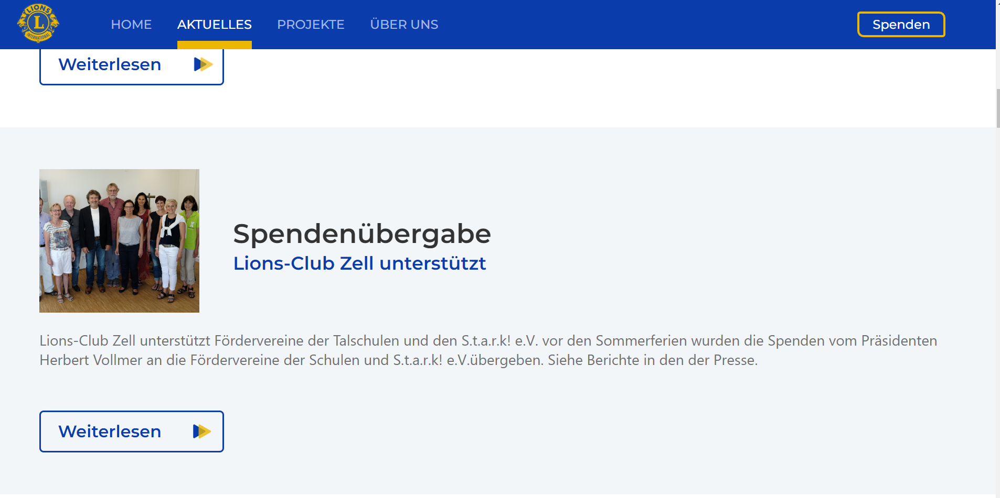 LIONS
L
INTERNATIONAL
HOME AKTUELLES PROJEKTE ÜBER UNS Spenden
Weiterlesen
Spendenübergabe
Lions-Club Zell unterstützt
Lions-Club Zell unterstützt Fördervereine der Talschulen und den S.t.a.r.k! e.V. vor den Sommerferien wurden die Spenden vom Präsidenten
Herbert Vollmer an die Fördervereine der Schulen und S.t.a.r.k! e.V.übergeben. Siehe Berichte in den der Presse.
Weiterlesen